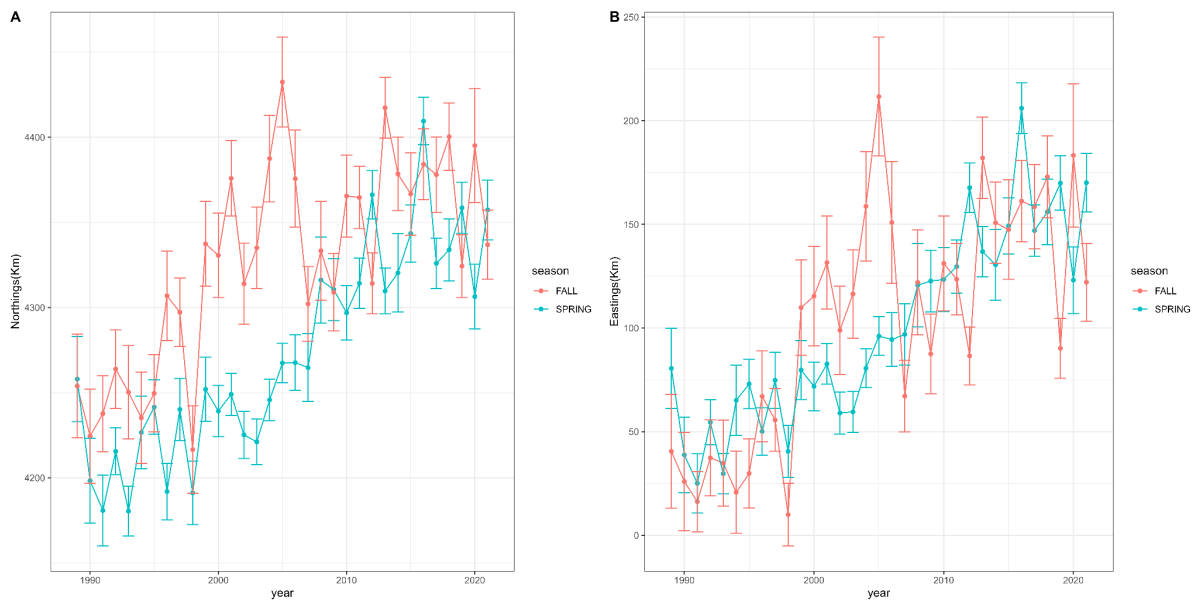 A
Northings(Km)
4400
4300
4200
1990
2000
2010
2020
year
season
FALL
SPRING
B
Eastings(Km)
250
200
150
100
50
0
1990
2000
2010
2020
year
season
FALL
SPRING